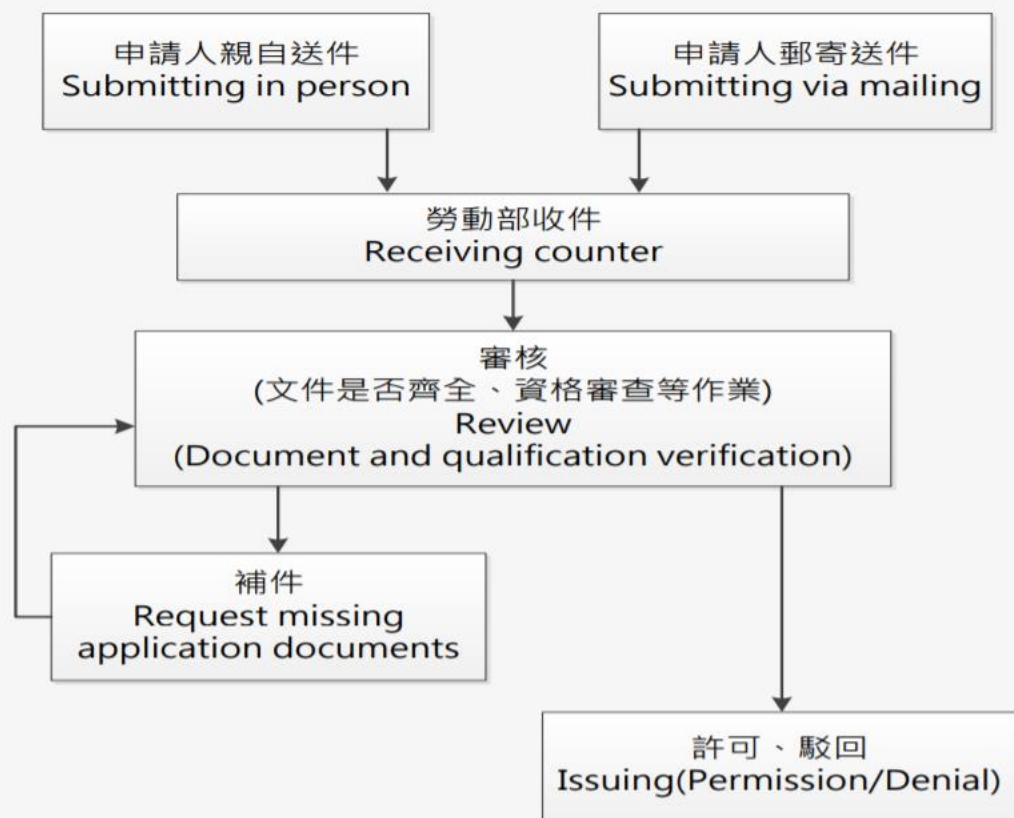 申請人親自送件
Submitting in person
申請人郵寄送件
Submitting via mailing
勞動部收件
Receiving counter
審核
(文件是否齊全、資格審查等作業)
Review
(Document and qualification verification)
補件
Request missing
application documents
許可、駁回
Issuing(Permission/Denial)